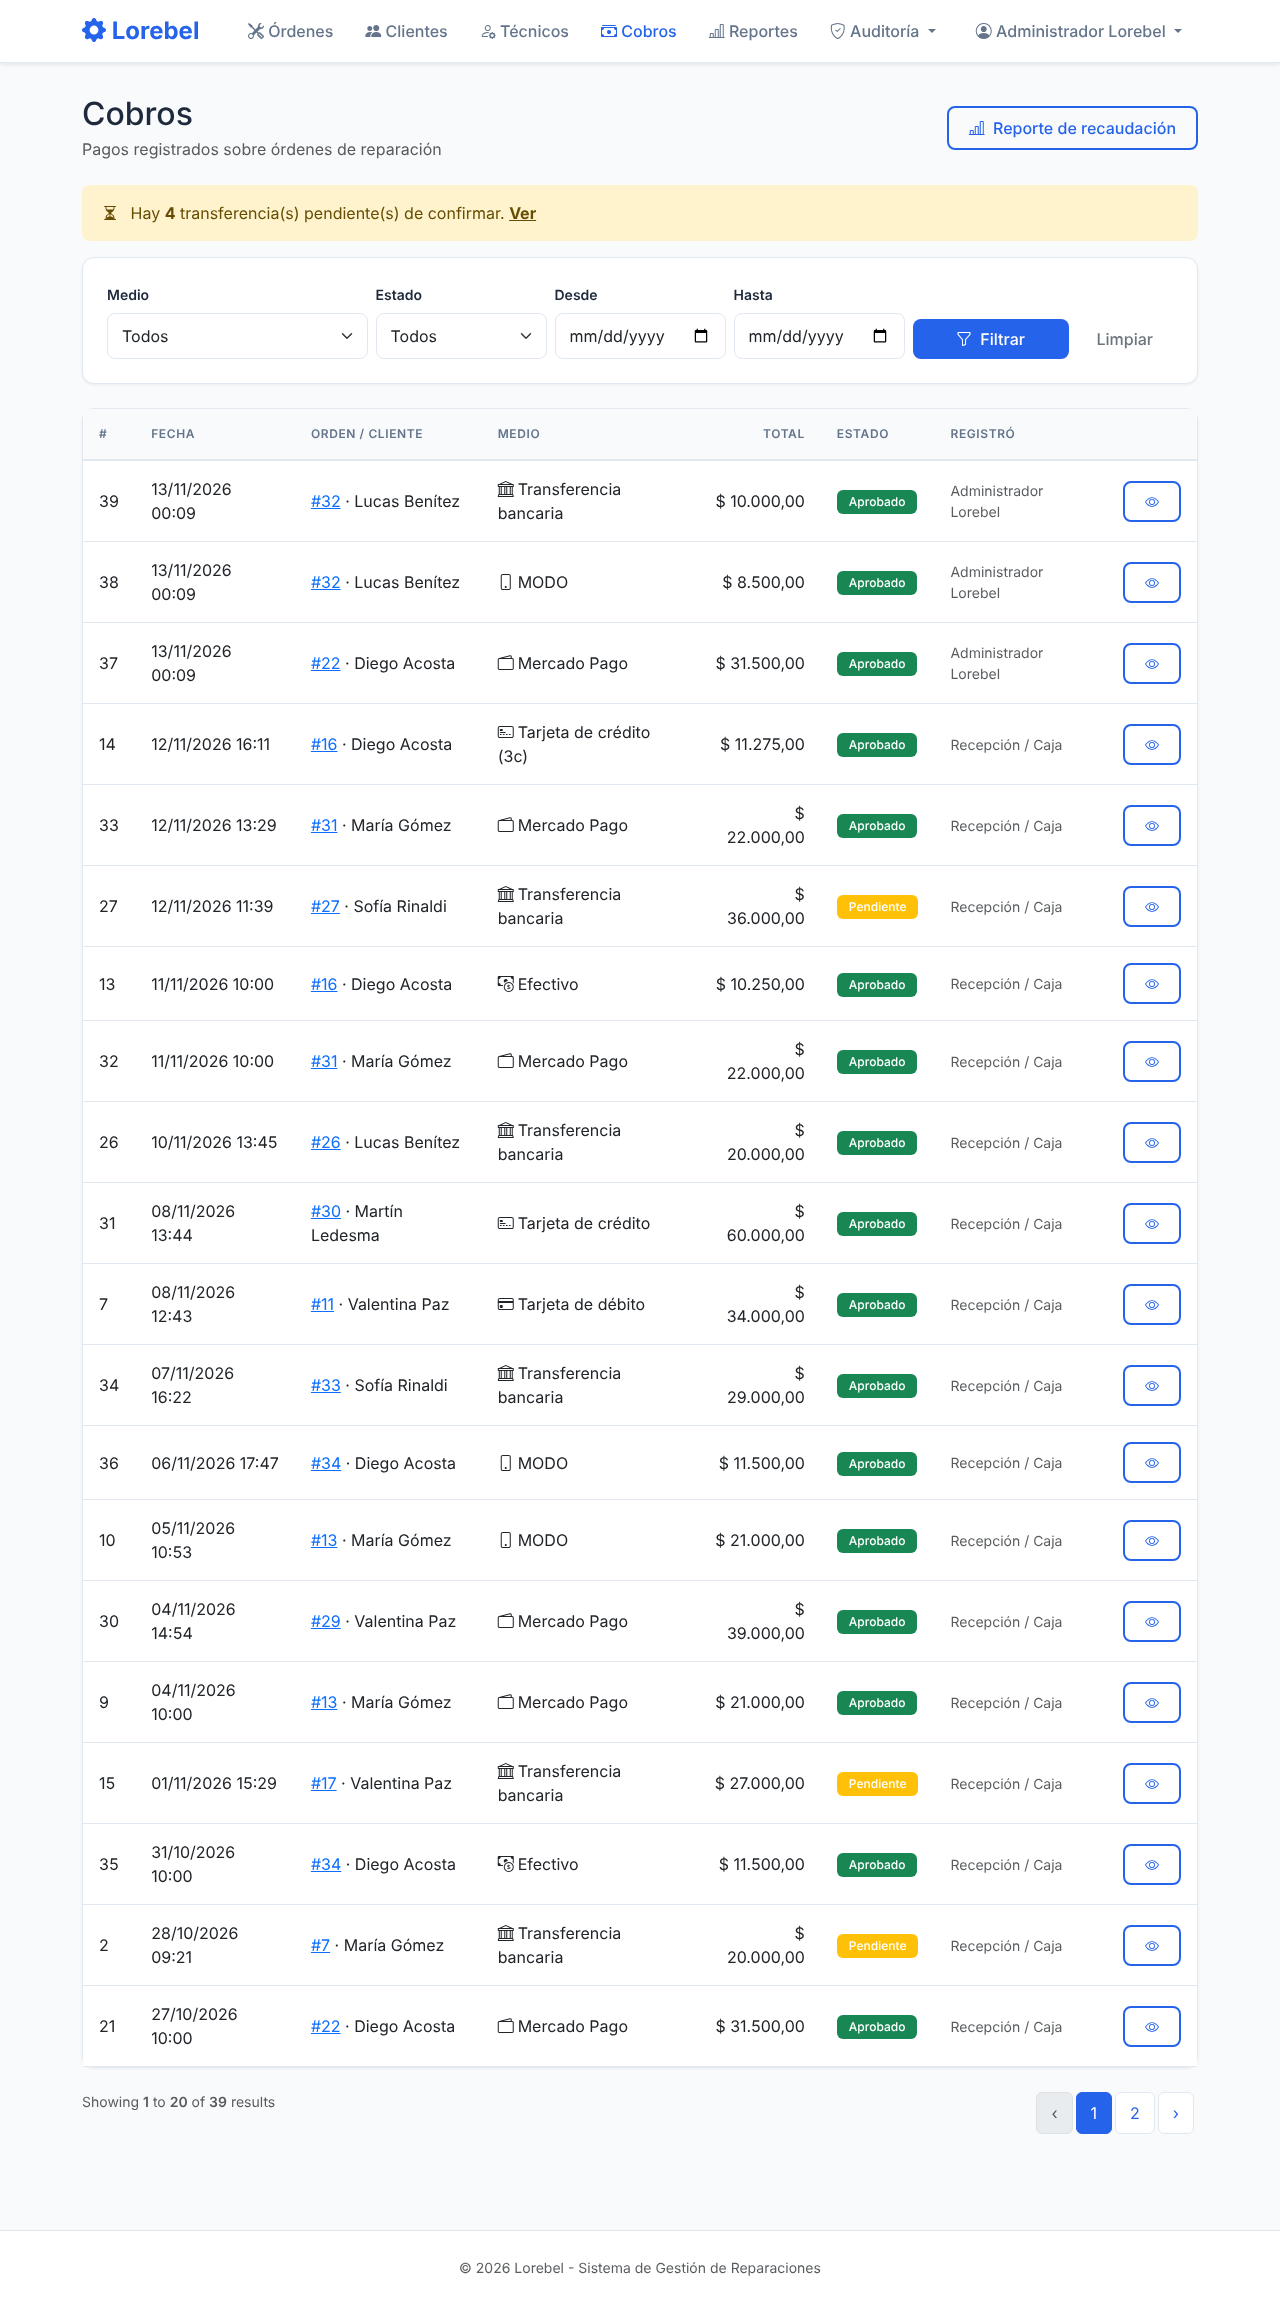 Lorebel Órdenes Clientes Técnicos Cobros Reportes Auditoría Administrador Lorebel
Cobros
Pagos registrados sobre órdenes de reparación
Reporte de recaudación
Hay 4 transferencia(s) pendiente(s) de confirmar. Ver
Medio Estado Desde Hasta
Todos Todos mm/dd/yyyy mm/dd/yyyy Filtrar Limpiar
# FECHA ORDEN / CLIENTE MEDIO TOTAL ESTADO REGISTRÓ
39 13/11/2026 00:09 #32 · Lucas Benítez Transferencia bancaria $ 10.000,00 Aprobado Administrador Lorebel
38 13/11/2026 00:09 #32 · Lucas Benítez MODO $ 8.500,00 Aprobado Administrador Lorebel
37 13/11/2026 00:09 #22 · Diego Acosta Mercado Pago $ 31.500,00 Aprobado Administrador Lorebel
14 12/11/2026 16:11 #16 · Diego Acosta Tarjeta de crédito (3c) $ 11.275,00 Aprobado Recepción / Caja
33 12/11/2026 13:29 #31 · María Gómez Mercado Pago $ 22.000,00 Aprobado Recepción / Caja
27 12/11/2026 11:39 #27 · Sofía Rinaldi Transferencia bancaria $ 36.000,00 Pendiente Recepción / Caja
13 11/11/2026 10:00 #16 · Diego Acosta Efectivo $ 10.250,00 Aprobado Recepción / Caja
32 11/11/2026 10:00 #31 · María Gómez Mercado Pago $ 22.000,00 Aprobado Recepción / Caja
26 10/11/2026 13:45 #26 · Lucas Benítez Transferencia bancaria $ 20.000,00 Aprobado Recepción / Caja
31 08/11/2026 13:44 #30 · Martín Ledesma Tarjeta de crédito $ 60.000,00 Aprobado Recepción / Caja
7 08/11/2026 12:43 #11 · Valentina Paz Tarjeta de débito $ 34.000,00 Aprobado Recepción / Caja
34 07/11/2026 16:22 #33 · Sofía Rinaldi Transferencia bancaria $ 29.000,00 Aprobado Recepción / Caja
36 06/11/2026 17:47 #34 · Diego Acosta MODO $ 11.500,00 Aprobado Recepción / Caja
10 05/11/2026 10:53 #13 · María Gómez MODO $ 21.000,00 Aprobado Recepción / Caja
30 04/11/2026 14:54 #29 · Valentina Paz Mercado Pago $ 39.000,00 Aprobado Recepción / Caja
9 04/11/2026 10:00 #13 · María Gómez Mercado Pago $ 21.000,00 Aprobado Recepción / Caja
15 01/11/2026 15:29 #17 · Valentina Paz Transferencia bancaria $ 27.000,00 Pendiente Recepción / Caja
35 31/10/2026 10:00 #34 · Diego Acosta Efectivo $ 11.500,00 Aprobado Recepción / Caja
2 28/10/2026 09:21 #7 · María Gómez Transferencia bancaria $ 20.000,00 Pendiente Recepción / Caja
21 27/10/2026 10:00 #22 · Diego Acosta Mercado Pago $ 31.500,00 Aprobado Recepción / Caja
Showing 1 to 20 of 39 results ‹ 1 2 ›
© 2026 Lorebel - Sistema de Gestión de Reparaciones